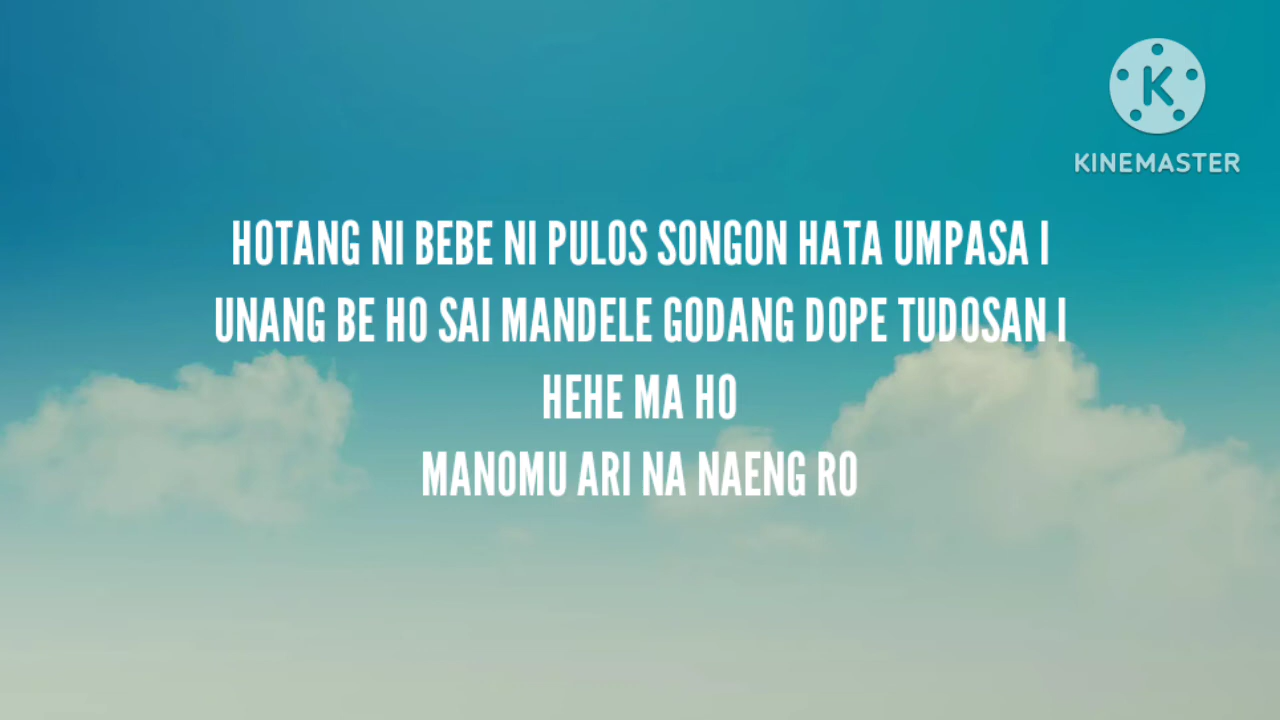 KINEMASTER
HOTANG NI BEBE NI PULOS SONGON HATA UMPASA I
UNANG BE HO SAI MANDELE GODANG DOPE TUDOSAN I
HEHE MA HO
MANOMU ARI NA NAENG RO